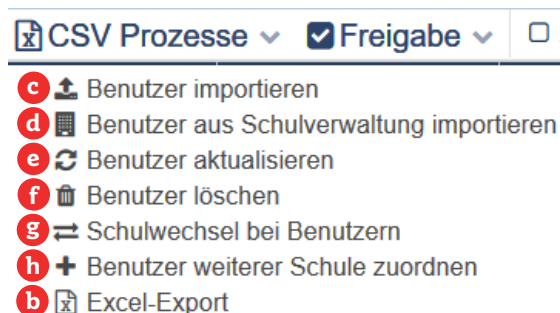 CSV Prozesse Freigabe
c Benutzer importieren
d Benutzer aus Schulverwaltung importieren
e Benutzer aktualisieren
f Benutzer löschen
g Schulwechsel bei Benutzern
h Benutzer weiterer Schule zuordnen
b Excel-Export